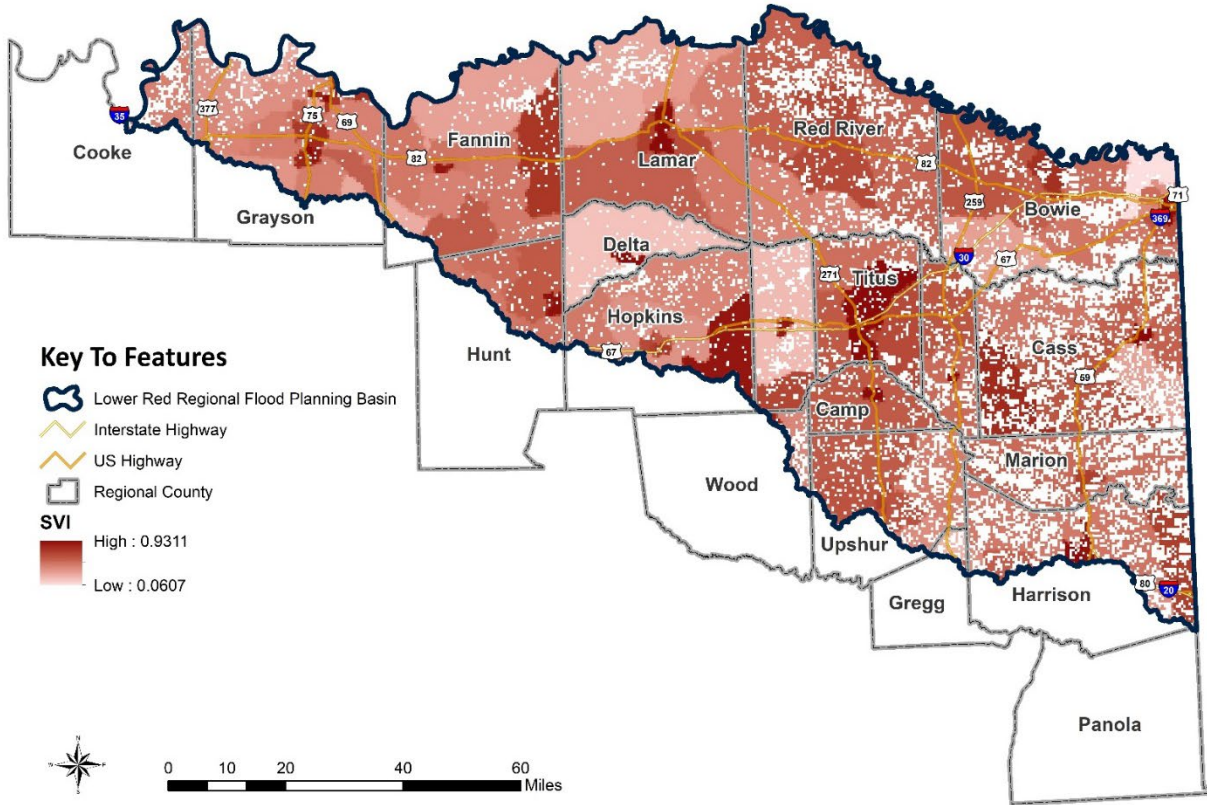 377
75
69
35
Cooke
Fannin
82
Lamar
Red River
82
259
Bowie
71
369
Grayson
Delta
30
67
271
Titus
Hopkins
Hunt
67
Cass
59
Key To Features
Lower Red Regional Flood Planning Basin
Interstate Highway
US Highway
Regional County
SVI
High : 0.9311
Low : 0.0607
Camp
Marion
Wood
Upshur
80
20
Gregg
Harrison
Panola
N
W
E
S
0 10 20 40 60
Miles